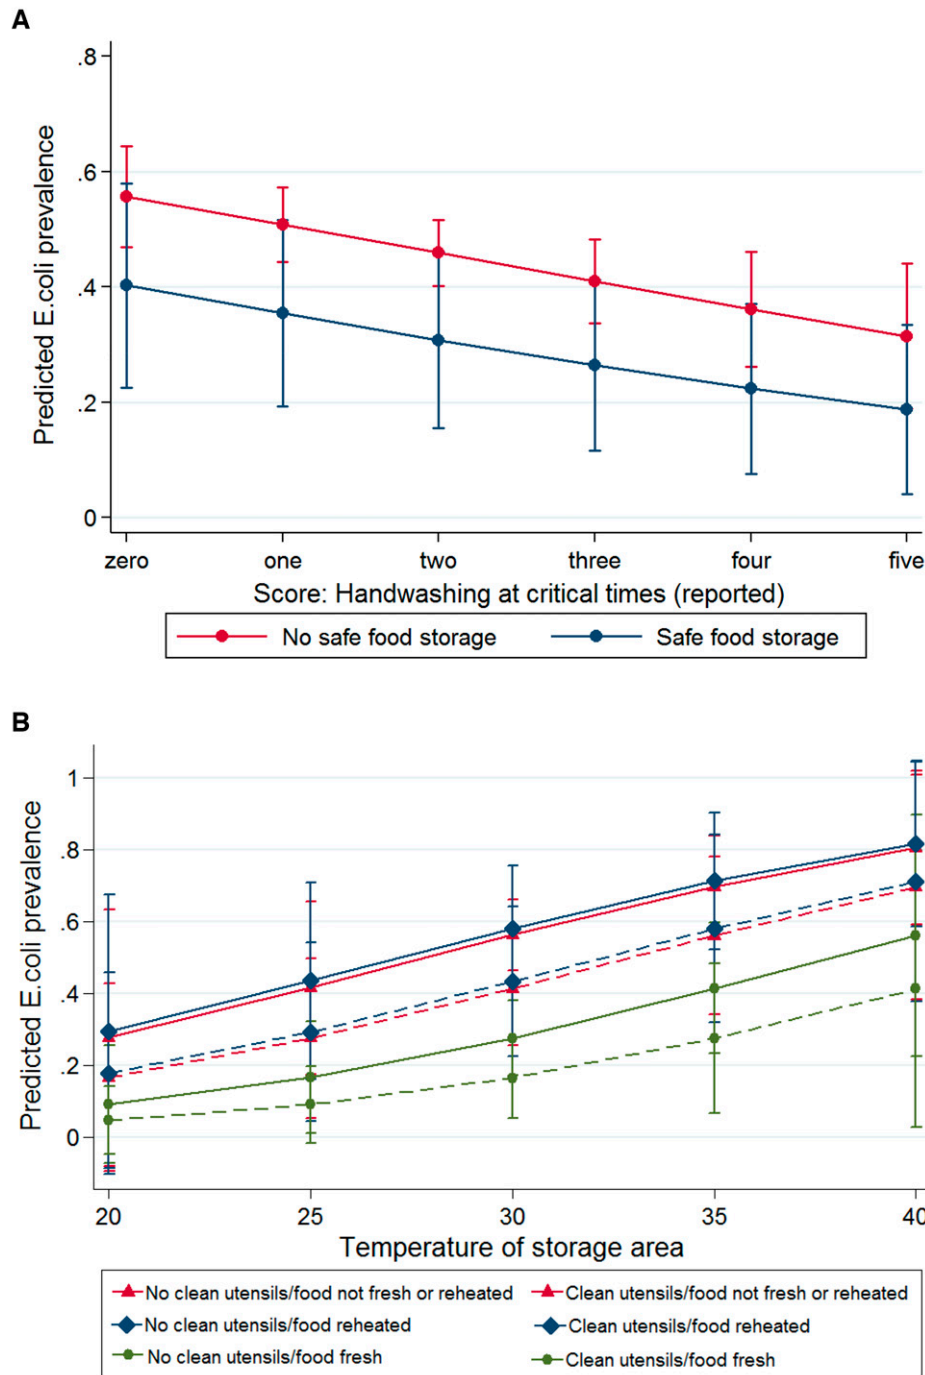 A
.8
.6
.4
.2
0
Predicted E.coli prevalence
zero one two three four five
Score: Handwashing at critical times (reported)
No safe food storage Safe food storage
B
1
.8
.6
.4
.2
0
Predicted E.coli prevalence
20 25 30 35 40
Temperature of storage area
No clean utensils/food not fresh or reheated Clean utensils/food not fresh or reheated
No clean utensils/food reheated Clean utensils/food reheated
No clean utensils/food fresh Clean utensils/food fresh